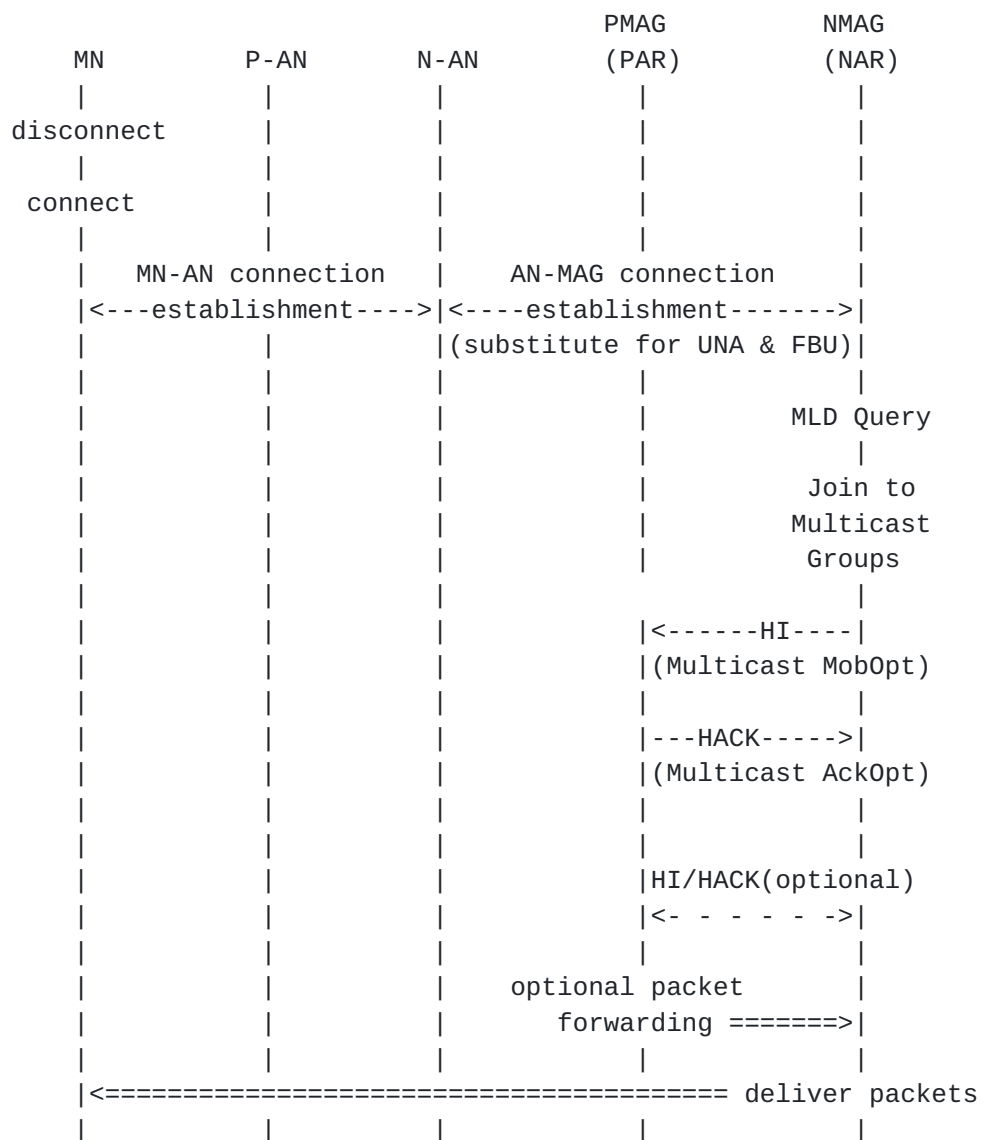 PMAG          NMAG
    MN         P-AN       N-AN        (PAR)         (NAR)
    |           |          |            |             |
disconnect      |          |            |             |
    |           |          |            |             |
 connect        |          |            |             |
    |           |          |            |             |
    |   MN-AN connection   |    AN-MAG connection     |
    |<---establishment---->|<----establishment------->|
    |           |          |(substitute for UNA & FBU)|
    |           |          |            |             |
    |           |          |            |         MLD Query
    |           |          |            |             |
    |           |          |            |          Join to
    |           |          |            |         Multicast
    |           |          |            |          Groups
    |           |          |            |             |
    |           |          |            |<------HI----|
    |           |          |            |(Multicast MobOpt)
    |           |          |            |             |
    |           |          |            |---HACK----->|
    |           |          |            |(Multicast AckOpt)
    |           |          |            |             |
    |           |          |            |             |
    |           |          |            |HI/HACK(optional)
    |           |          |            |<- - - - - ->|
    |           |          |            |             |
    |           |          |    optional packet       |
    |           |          |       forwarding =======>|
    |           |          |            |             |
    |<======================================== deliver packets
    |           |          |            |             |